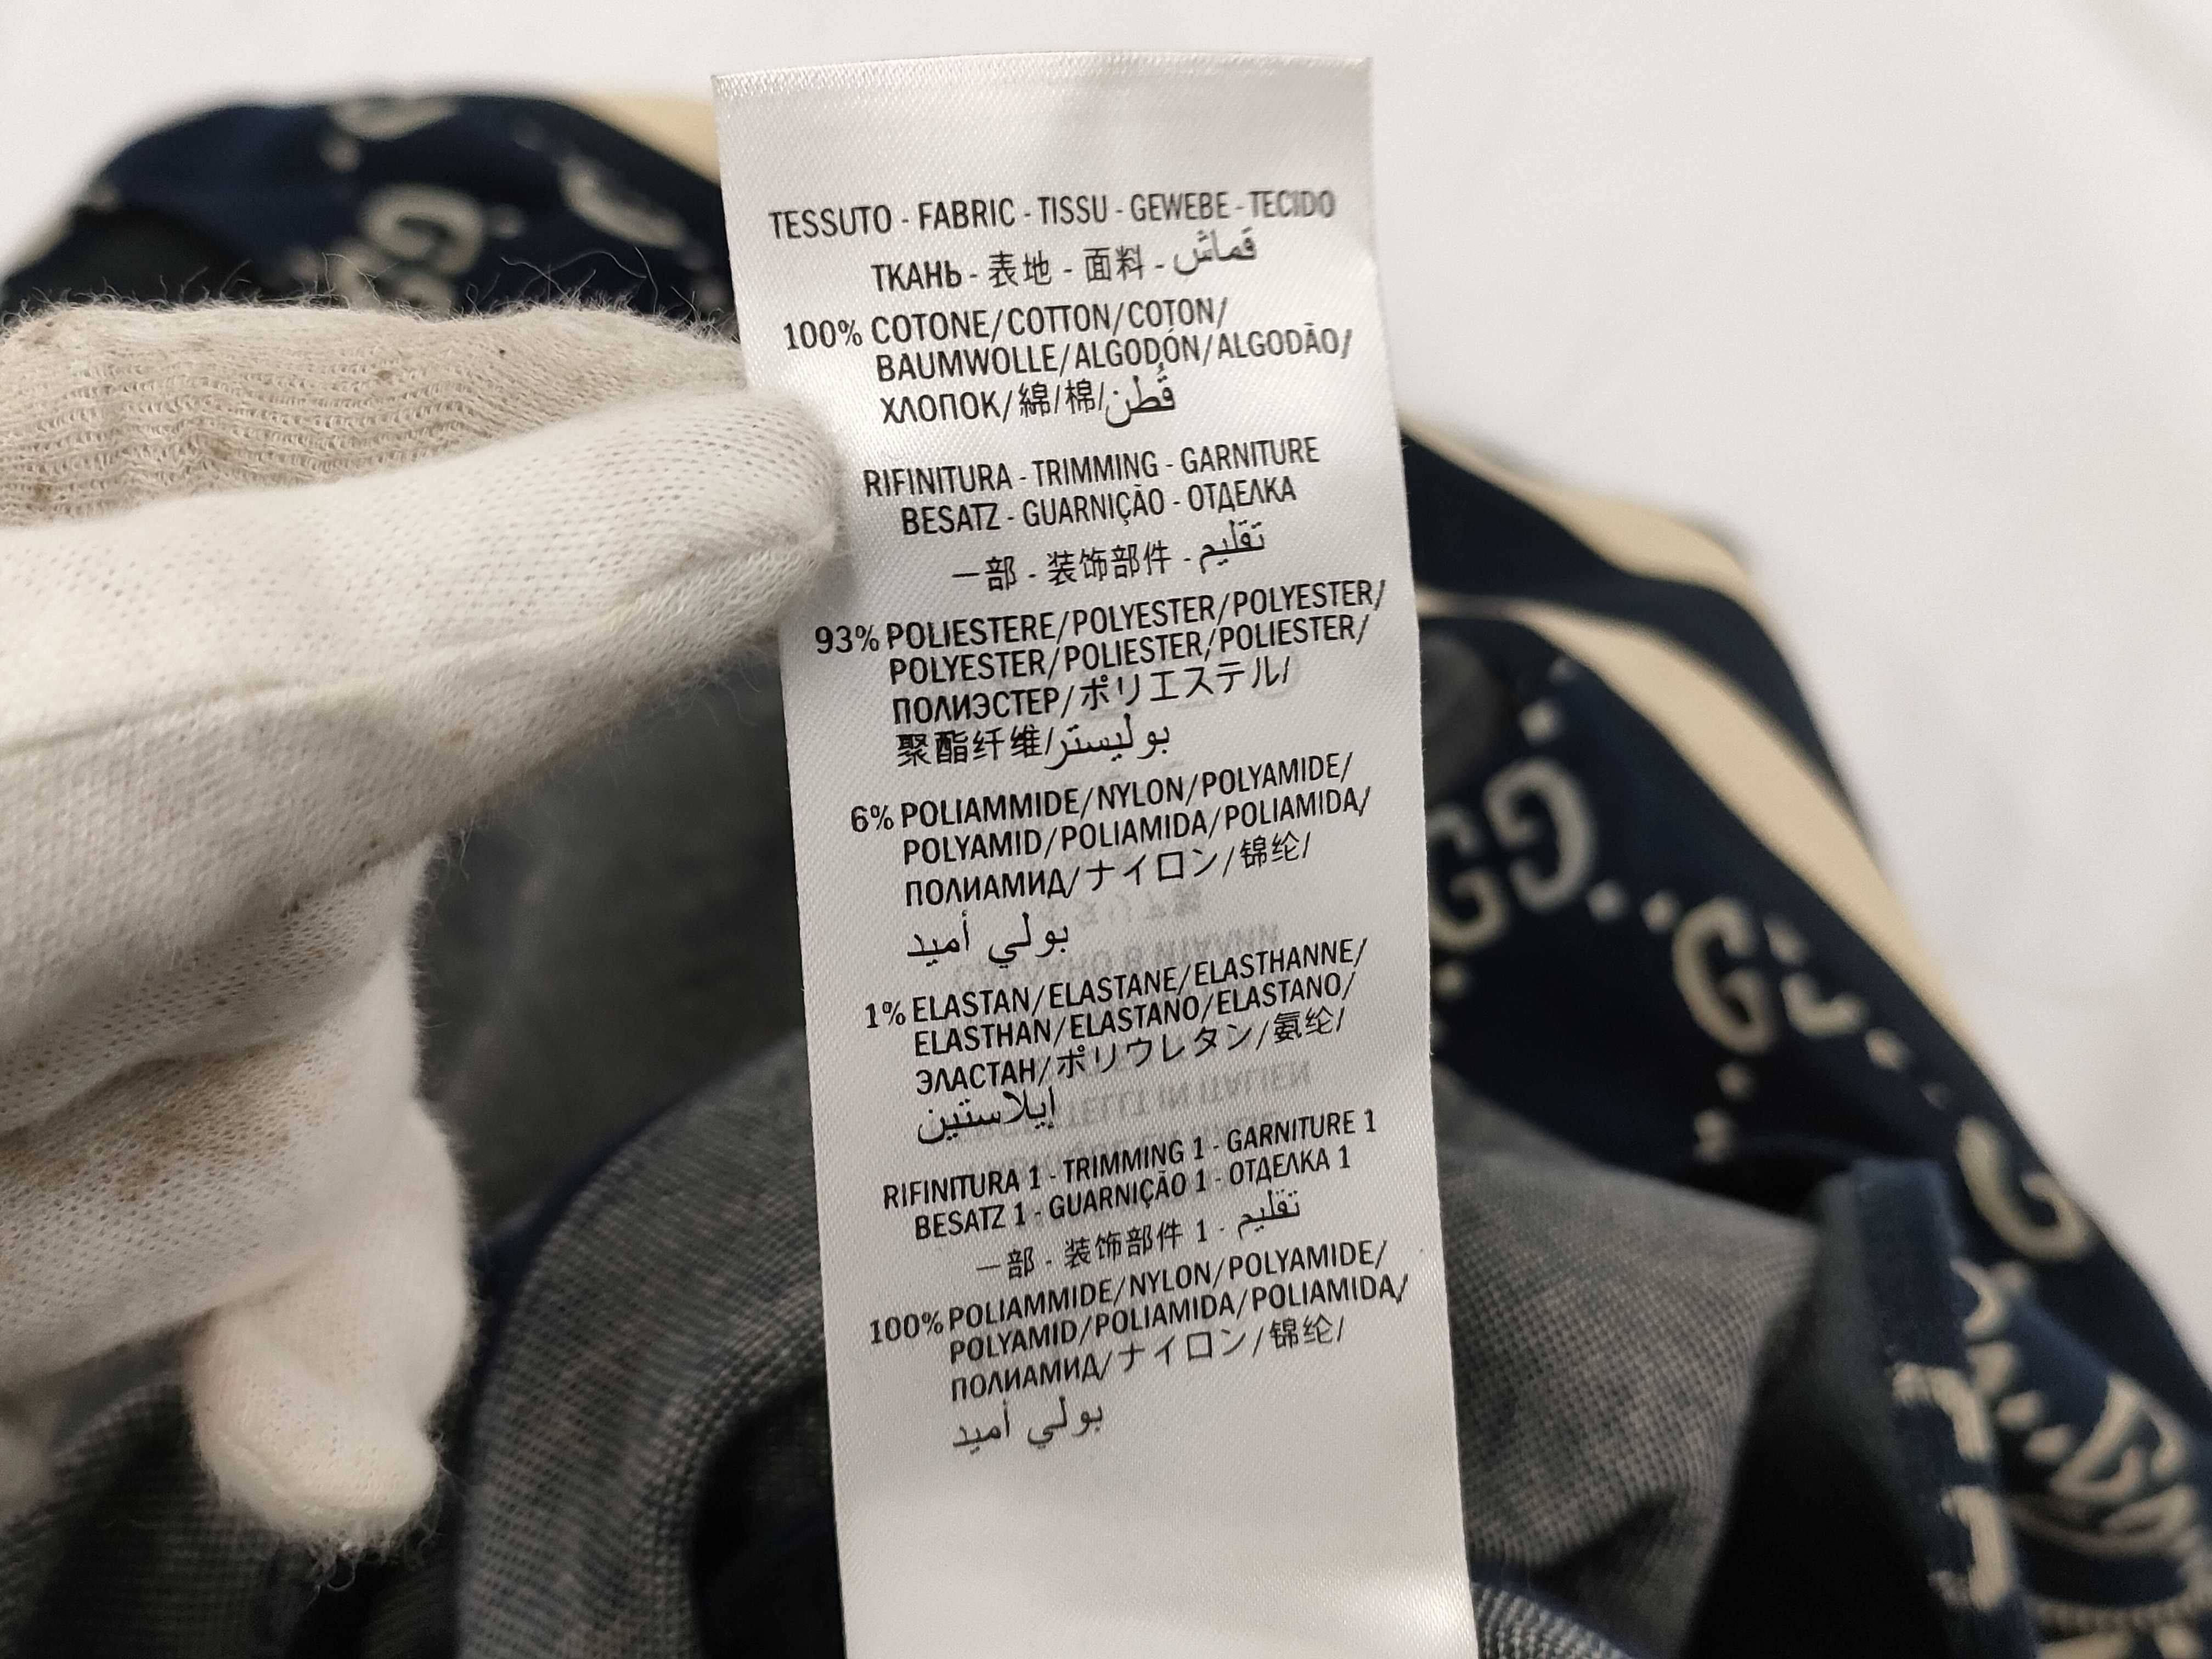 TESSUTO - FABRIC - TISSU - GEWEBE - TECIDO
ТКАНЬ - 表地 - 面料 - قماش
100% COTONE/COTTON/COTON/
BAUMWOLLE/ALGODÓN/ALGODÃO/
ХЛОПОК/綿/棉/قُطن
RIFINITURA - TRIMMING - GARNITURE
BESATZ - GUARNIÇÃO - ОТДЕЛКА
一部 - 装饰部件 - تقليم
93% POLIESTERE/POLYESTER/POLYESTER/
POLYESTER/POLIESTER/POLIESTER/
ПОЛИЭСТЕР/ポリエステル/
聚酯纤维/بوليستر
6% POLIAMMIDE/NYLON/POLYAMIDE/
POLYAMID/POLIAMIDA/POLIAMIDA/
ПОЛИАМИД/ナイロン/锦纶/
بولي أميد
1% ELASTAN/ELASTANE/ELASTHANNE/
ELASTHAN/ELASTANO/ELASTANO/
ЭЛАСТАН/ポリウレタン/氨纶/
إيلاستين
RIFINITURA 1 - TRIMMING 1 - GARNITURE 1
BESATZ 1 - GUARNIÇÃO 1 - ОТДЕЛКА 1
一部 - 装饰部件 1 - تقليم
100% POLIAMMIDE/NYLON/POLYAMIDE/
POLYAMID/POLIAMIDA/POLIAMIDA/
ПОЛИАМИД/ナイロン/锦纶/
بولي أميد